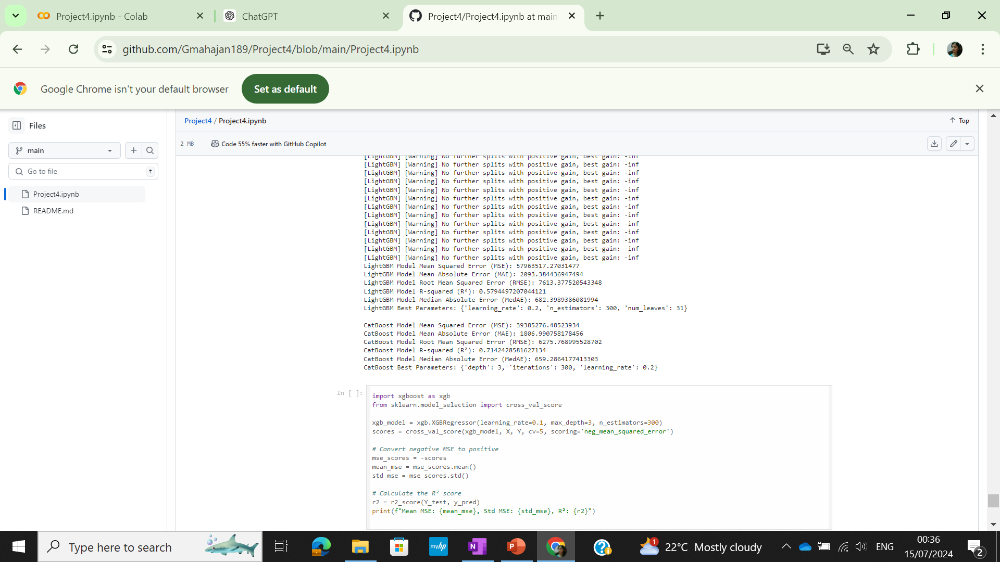 Project4.ipynb - Colab
ChatGPT
Project4/Project4.ipynb at main
github.com/Gmahajan189/Project4/blob/main/Project4.ipynb
Google Chrome isn't your default browser
Set as default
Files
Project4 / Project4.ipynb
Top
main
2 MB
Code 55% faster with GitHub Copilot
Go to file
t
Project4.ipynb
README.md
[LightGBM] [Warning] No further splits with positive gain, best gain: -inf
[LightGBM] [Warning] No further splits with positive gain, best gain: -inf
[LightGBM] [Warning] No further splits with positive gain, best gain: -inf
[LightGBM] [Warning] No further splits with positive gain, best gain: -inf
[LightGBM] [Warning] No further splits with positive gain, best gain: -inf
[LightGBM] [Warning] No further splits with positive gain, best gain: -inf
[LightGBM] [Warning] No further splits with positive gain, best gain: -inf
[LightGBM] [Warning] No further splits with positive gain, best gain: -inf
[LightGBM] [Warning] No further splits with positive gain, best gain: -inf
[LightGBM] [Warning] No further splits with positive gain, best gain: -inf
[LightGBM] [Warning] No further splits with positive gain, best gain: -inf
[LightGBM] [Warning] No further splits with positive gain, best gain: -inf
[LightGBM] [Warning] No further splits with positive gain, best gain: -inf
LightGBM Model Mean Squared Error (MSE): 57963517.27031477
LightGBM Model Mean Absolute Error (MAE): 2093.384436947494
LightGBM Model Root Mean Squared Error (RMSE): 7613.377520543348
LightGBM Model R-squared (R²): 0.5794497207044121
LightGBM Model Median Absolute Error (MedAE): 682.3989386081994
LightGBM Best Parameters: {'learning_rate': 0.2, 'n_estimators': 300, 'num_leaves': 31}
CatBoost Model Mean Squared Error (MSE): 39385276.48523934
CatBoost Model Mean Absolute Error (MAE): 1806.990758178456
CatBoost Model Root Mean Squared Error (RMSE): 6275.768995528702
CatBoost Model R-squared (R²): 0.7142428581627134
CatBoost Model Median Absolute Error (MedAE): 659.2864177413303
CatBoost Best Parameters: {'depth': 3, 'iterations': 300, 'learning_rate': 0.2}
In [ ]:
import xgboost as xgb
from sklearn.model_selection import cross_val_score
xgb_model = xgb.XGBRegressor(learning_rate=0.1, max_depth=3, n_estimators=300)
scores = cross_val_score(xgb_model, X, Y, cv=5, scoring='neg_mean_squared_error')
# Convert negative MSE to positive
mse_scores = -scores
mean_mse = mse_scores.mean()
std_mse = mse_scores.std()
# Calculate the R² score
r2 = r2_score(Y_test, y_pred)
print(f"Mean MSE: {mean_mse}, Std MSE: {std_mse}, R²: {r2}")
Type here to search
myhp
N
P
1
22°C Mostly cloudy
ENG
00:36
15/07/2024
2